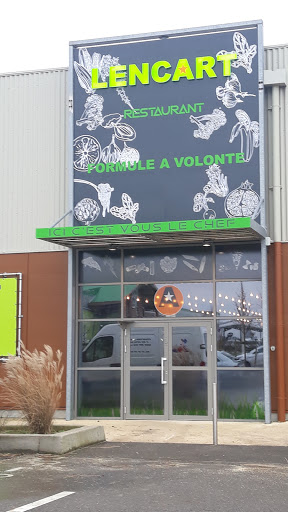 LENCART
RESTAURANT
FORMULE A VOLONTE
ICI C'EST VOUS LE CHEF